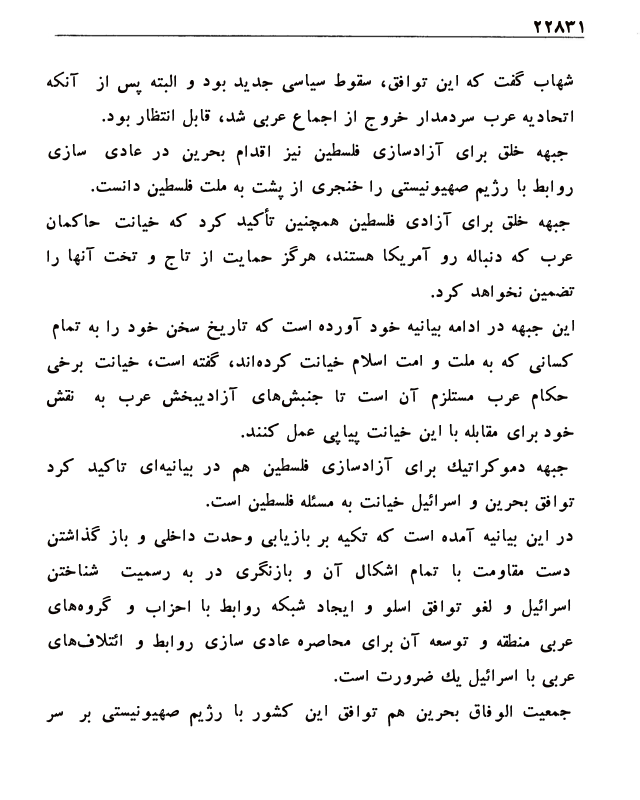 ۲۲۸۳۱
شهاب گفت که این توافق، سقوط سیاسی جدید بود و البته پس از آنکه
اتحادیه عرب سردمدار خروج از اجماع عربی شد، قابل انتظار بود.
جبهه خلق برای آزادسازی فلسطین نیز اقدام بحرین در عادی سازی
روابط با رژیم صهیونیستی را خنجری از پشت به ملت فلسطین دانست.
جبهه خلق برای آزادی فلسطین همچنین تأکید کرد که خیانت حاکمان
عرب که دنباله رو آمریکا هستند، هرگز حمایت از تاج و تخت آنها را
تضمین نخواهد کرد.
این جبهه در ادامه بیانیه خود آورده است که تاریخ سخن خود را به تمام
کسانی که به ملت و امت اسلام خیانت کرده‌اند، گفته است، خیانت برخی
حکام عرب مستلزم آن است تا جنبش‌های آزادیبخش عرب به نقش
خود برای مقابله با این خیانت پیاپی عمل کنند.
جبهه دموکراتیك برای آزادسازی فلسطین هم در بیانیه‌ای تاکید کرد
توافق بحرین و اسرائیل خیانت به مسئله فلسطین است.
در این بیانیه آمده است که تکیه بر بازیابی وحدت داخلی و باز گذاشتن
دست مقاومت با تمام اشکال آن و بازنگری در به رسمیت شناختن
اسرائیل و لغو توافق اسلو و ایجاد شبکه روابط با احزاب و گروه‌های
عربی منطقه و توسعه آن برای محاصره عادی سازی روابط و ائتلاف‌های
عربی با اسرائیل یك ضرورت است.
جمعیت الوفاق بحرین هم توافق این کشور با رژیم صهیونیستی بر سر